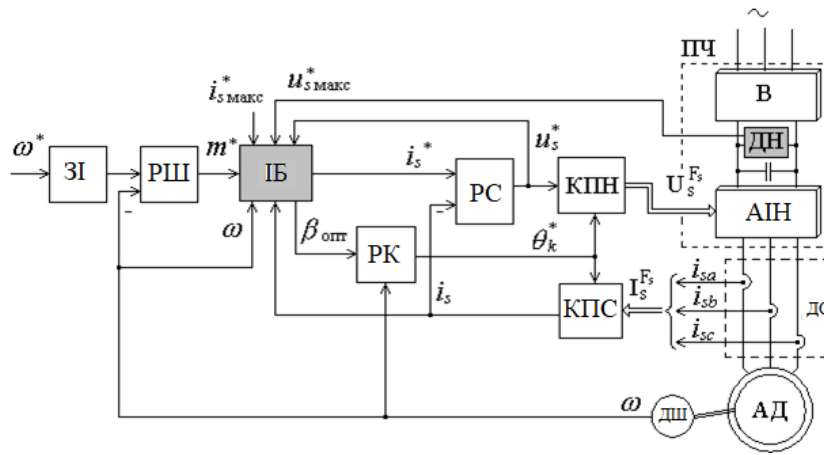 ~
ПЧ
В
i*s макс
u*s макс
ДН
ω*
ЗІ
РШ
m*
ІБ
i*s
РС
u*s
КПН
UsFs
АІН
-
-
ω
βопт
РК
θ*k
is
КПС
IsFs
isa
isb
isc
ДС
ω
ДШ
АД